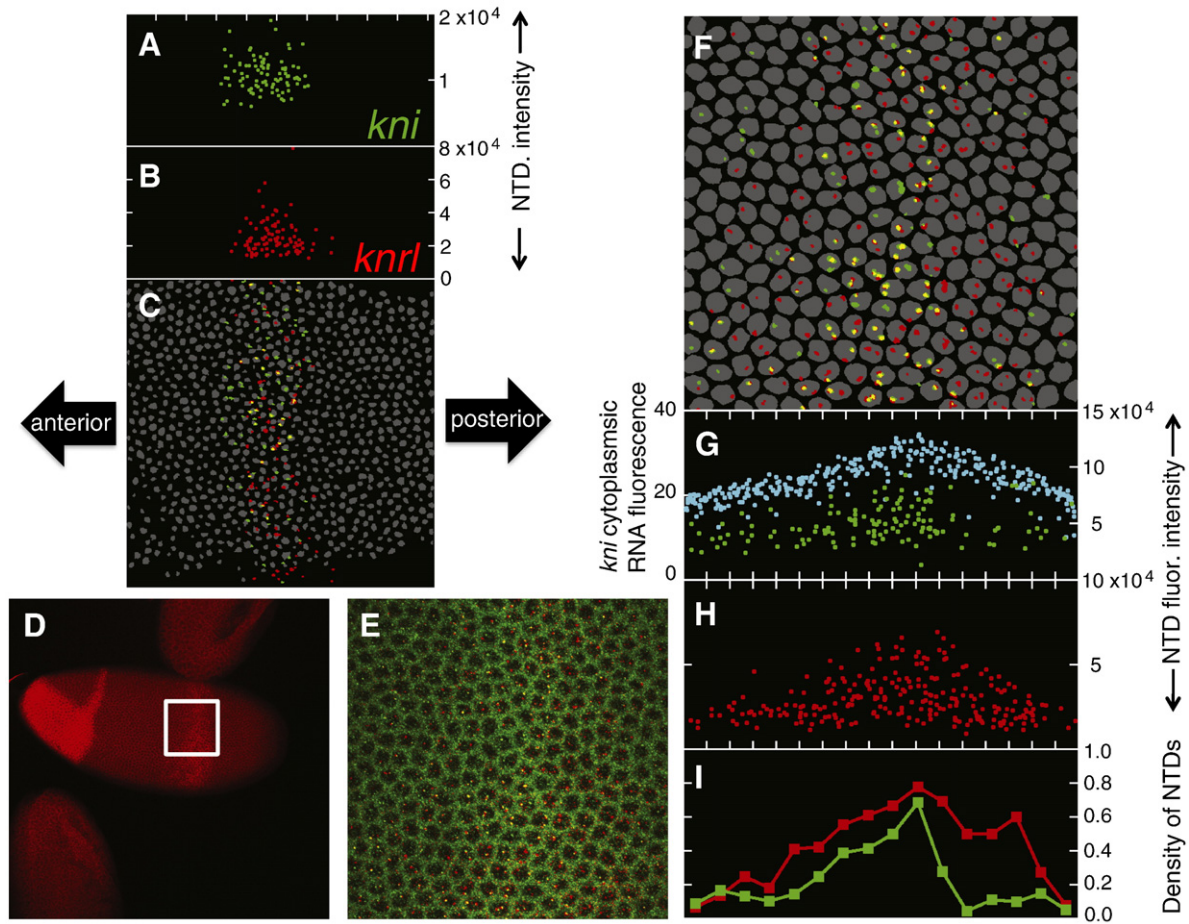 A
2 x10⁴
1
kni
B
8 x10⁴
6
4
2
0
knrl
NTD. intensity
C
anterior
posterior
D
E
F
40
20
0
kni cytoplasmsic
RNA fluorescence
G
15 x10⁴
10
5
10 x10⁴
H
5
NTD fluor. intensity
I
1.0
0.8
0.6
0.4
0.2
0.0
Density of NTDs